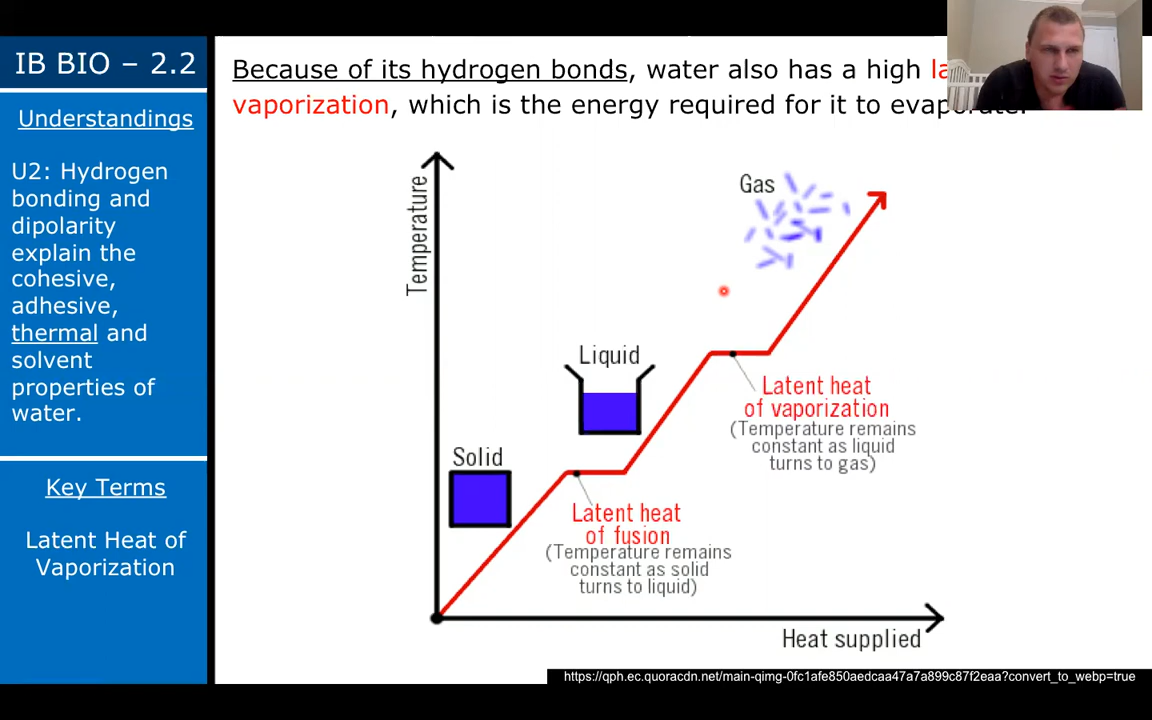 IB BIO – 2.2
Understandings
U2: Hydrogen
bonding and
dipolarity
explain the
cohesive,
adhesive,
thermal and
solvent
properties of
water.
Key Terms
Latent Heat of
Vaporization
Because of its hydrogen bonds, water also has a high
vaporization, which is the energy required for it to evaporate.
Temperature
Gas
Liquid
Solid
Latent heat
of vaporization
(Temperature remains
constant as liquid
turns to gas)
Latent heat
of fusion
(Temperature remains
constant as solid
turns to liquid)
Heat supplied
https://qph.ec.quoracdn.net/main-qimg-0fc1afe850aedcaa47a7a899c87f2eaa?convert_to_webp=true